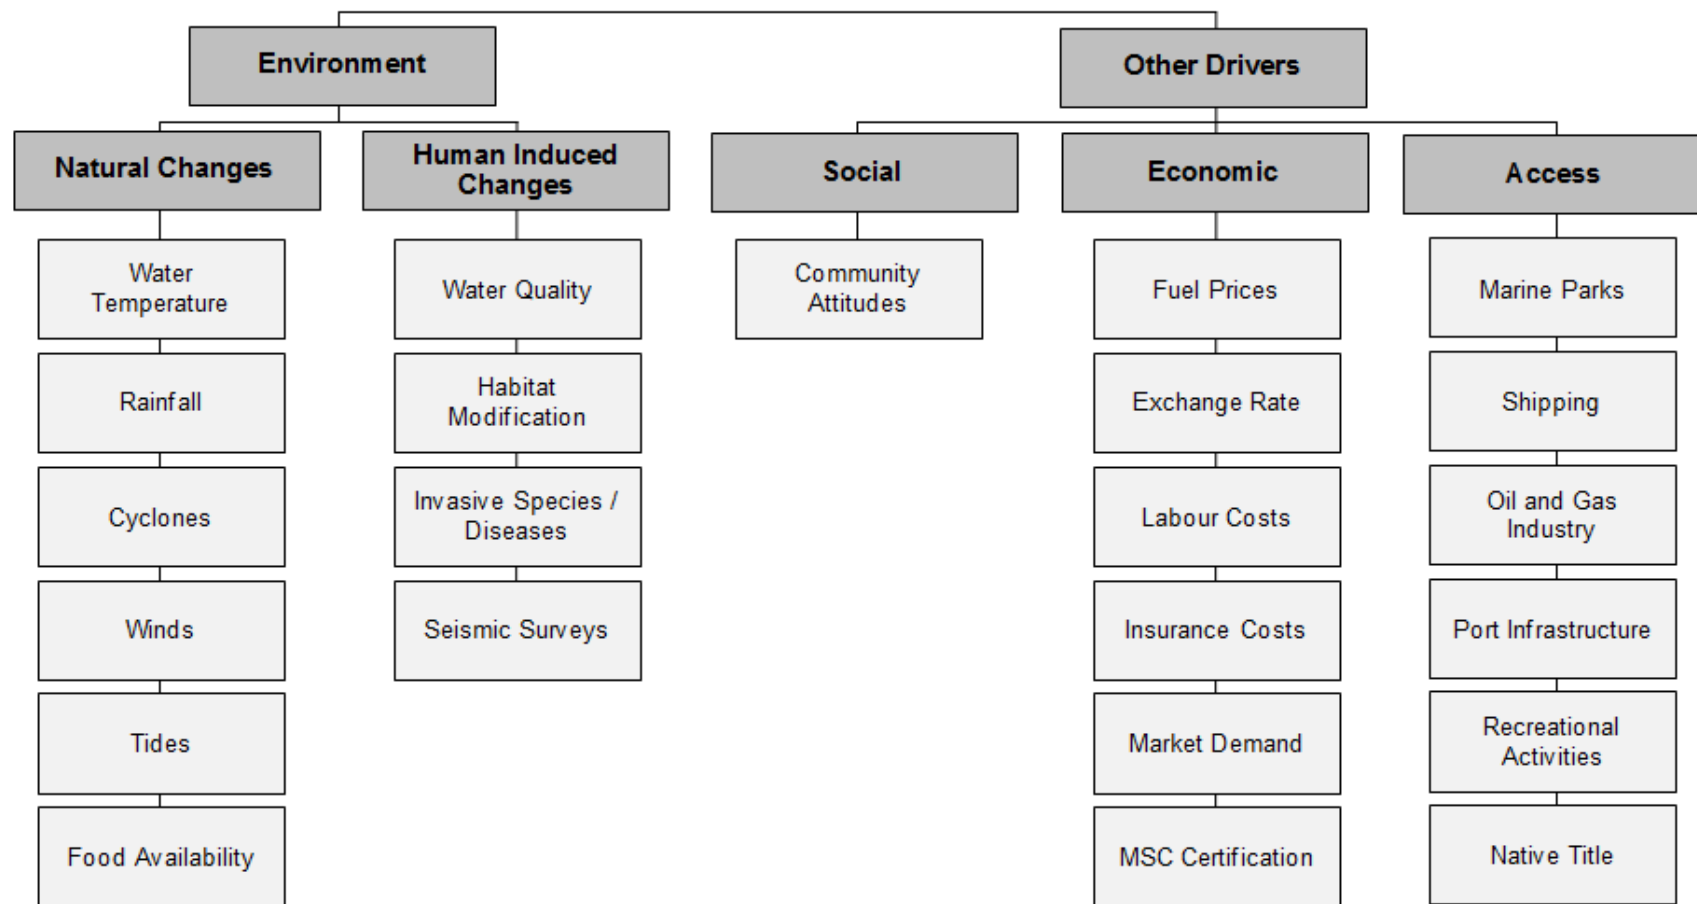 Environment
Other Drivers
Natural Changes
Human Induced
Changes
Social
Economic
Access
Water
Temperature
Rainfall
Cyclones
Winds
Tides
Food Availability
Water Quality
Habitat
Modification
Invasive Species /
Diseases
Seismic Surveys
Community
Attitudes
Fuel Prices
Exchange Rate
Labour Costs
Insurance Costs
Market Demand
MSC Certification
Marine Parks
Shipping
Oil and Gas
Industry
Port Infrastructure
Recreational
Activities
Native Title